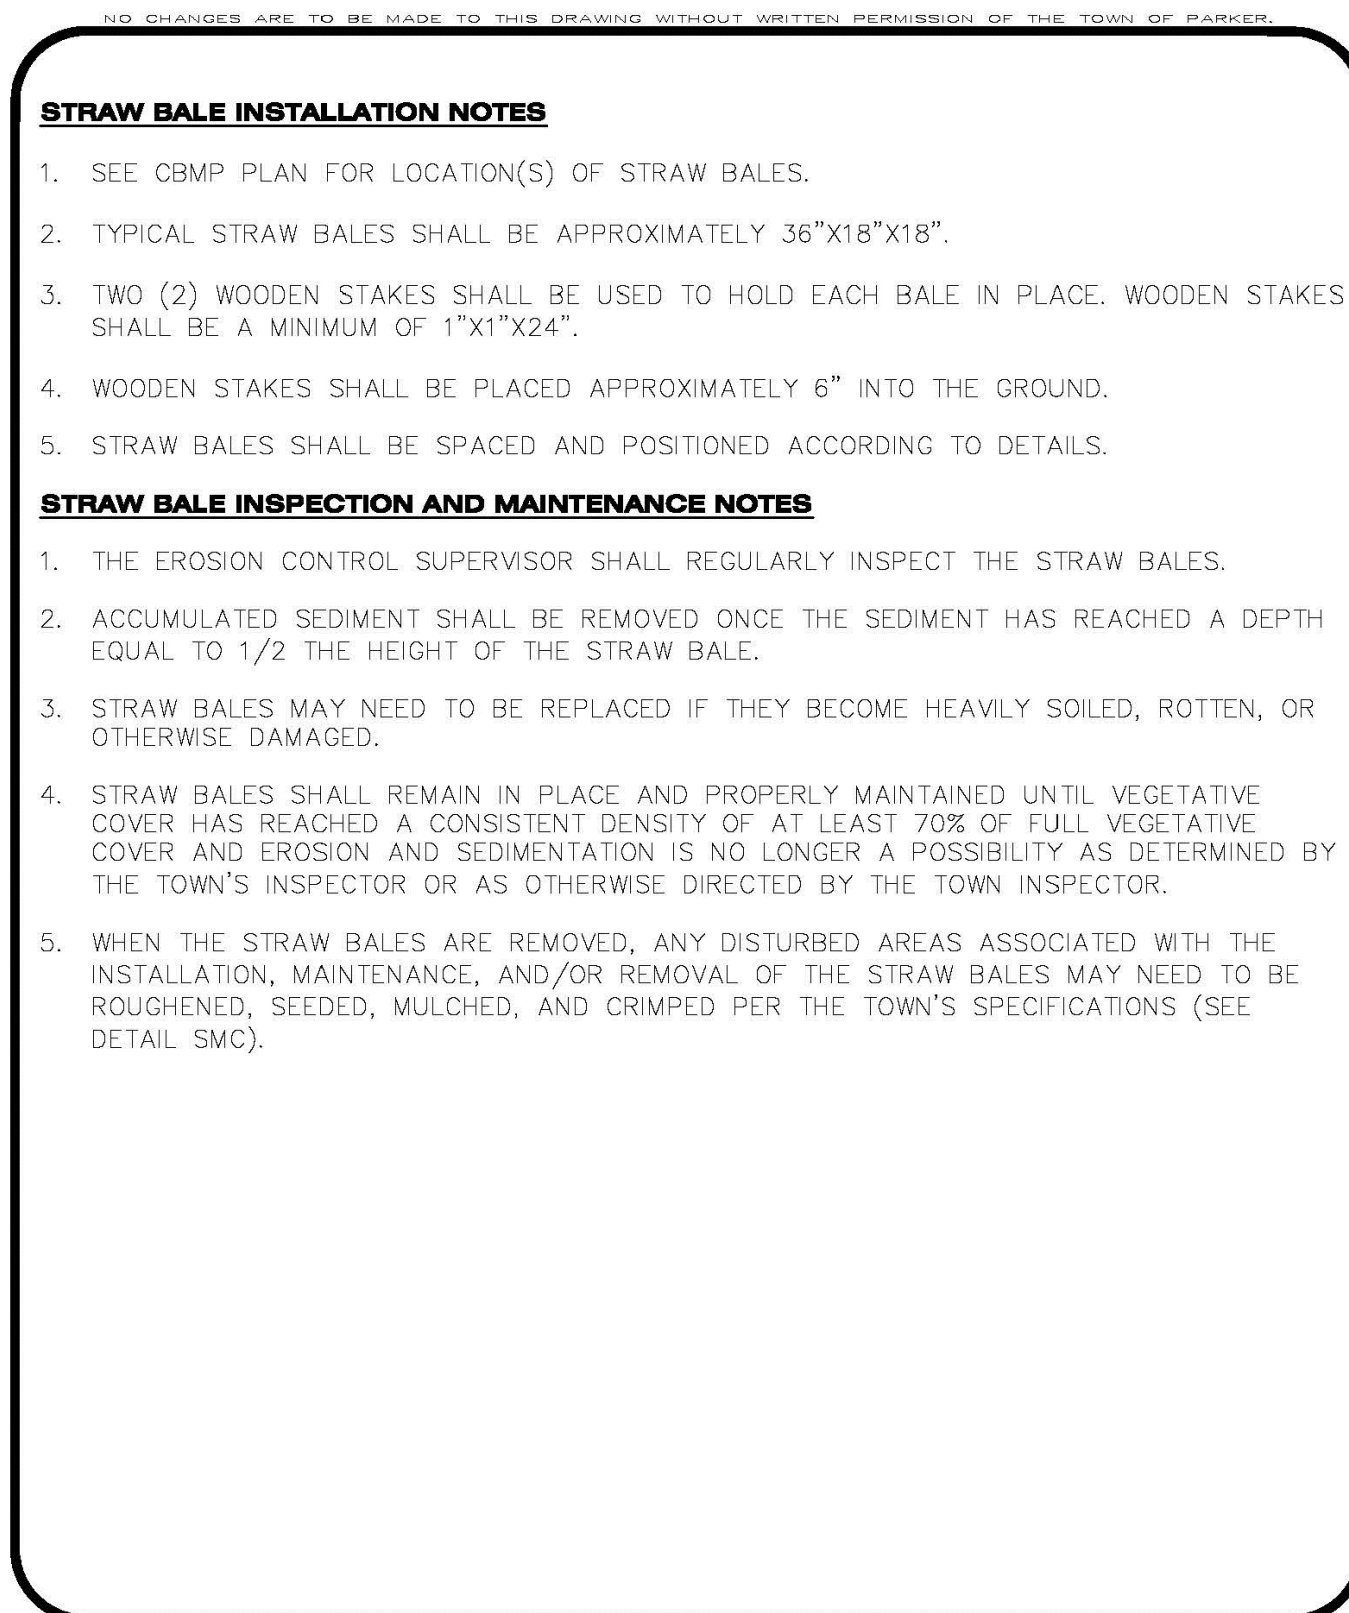 NO CHANGES ARE TO BE MADE TO THIS DRAWING WITHOUT WRITTEN PERMISSION OF THE TOWN OF PARKER.
STRAW BALE INSTALLATION NOTES
1. SEE CBMP PLAN FOR LOCATION(S) OF STRAW BALES.
2. TYPICAL STRAW BALES SHALL BE APPROXIMATELY 36"X18"X18".
3. TWO (2) WOODEN STAKES SHALL BE USED TO HOLD EACH BALE IN PLACE. WOODEN STAKES
SHALL BE A MINIMUM OF 1"X1"X24".
4. WOODEN STAKES SHALL BE PLACED APPROXIMATELY 6" INTO THE GROUND.
5. STRAW BALES SHALL BE SPACED AND POSITIONED ACCORDING TO DETAILS.
STRAW BALE INSPECTION AND MAINTENANCE NOTES
1. THE EROSION CONTROL SUPERVISOR SHALL REGULARLY INSPECT THE STRAW BALES.
2. ACCUMULATED SEDIMENT SHALL BE REMOVED ONCE THE SEDIMENT HAS REACHED A DEPTH
EQUAL TO 1/2 THE HEIGHT OF THE STRAW BALE.
3. STRAW BALES MAY NEED TO BE REPLACED IF THEY BECOME HEAVILY SOILED, ROTTEN, OR
OTHERWISE DAMAGED.
4. STRAW BALES SHALL REMAIN IN PLACE AND PROPERLY MAINTAINED UNTIL VEGETATIVE
COVER HAS REACHED A CONSISTENT DENSITY OF AT LEAST 70% OF FULL VEGETATIVE
COVER AND EROSION AND SEDIMENTATION IS NO LONGER A POSSIBILITY AS DETERMINED BY
THE TOWN'S INSPECTOR OR AS OTHERWISE DIRECTED BY THE TOWN INSPECTOR.
5. WHEN THE STRAW BALES ARE REMOVED, ANY DISTURBED AREAS ASSOCIATED WITH THE
INSTALLATION, MAINTENANCE, AND/OR REMOVAL OF THE STRAW BALES MAY NEED TO BE
ROUGHENED, SEEDED, MULCHED, AND CRIMPED PER THE TOWN'S SPECIFICATIONS (SEE
DETAIL SMC).